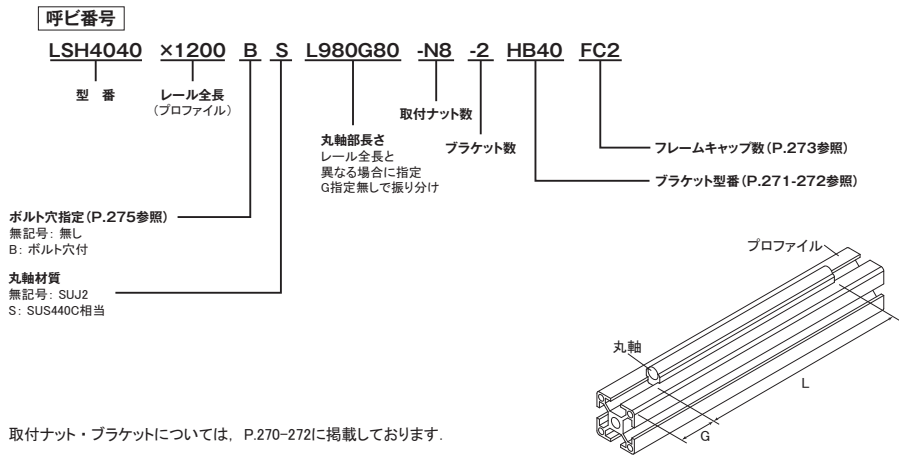 呼ビ番号
LSH4040 ×1200 B S L980G80 -N8 -2 HB40 FC2
型 番
レール全長
(プロファイル)
取付ナット数
丸軸部長さ
レール全長と
異なる場合に指定
G指定無しで振り分け
ブラケット数
フレームキャップ数(P.273参照)
ブラケット型番(P.271-272参照)
ボルト穴指定(P.275参照)
無記号: 無し
B: ボルト穴付
丸軸材質
無記号: SUJ2
S: SUS440C相当
プロファイル
丸軸
L
G
取付ナット・ブラケットについては, P.270-272に掲載しております.